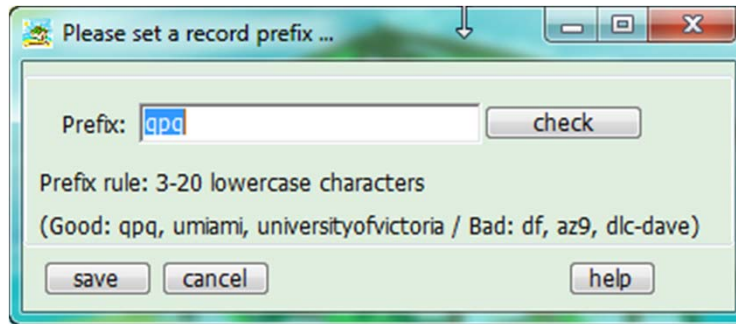 Please set a record prefix ...
Prefix: qpq check
Prefix rule: 3-20 lowercase characters
(Good: qpq, umiami, universityofvictoria / Bad: df, az9, dlc-dave)
save cancel help